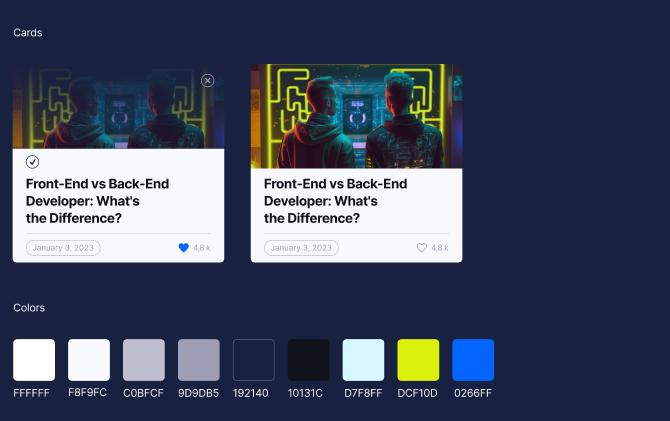 Cards
Front-End vs Back-End
Developer: What's
the Difference?
January 3, 2023
4,8 k
Front-End vs Back-End
Developer: What's
the Difference?
January 3, 2023
4,8 k
Colors
FFFFFF
F8F9FC
C0BFCF
9D9DB5
192140
10131C
D7F8FF
DCF10D
0266FF